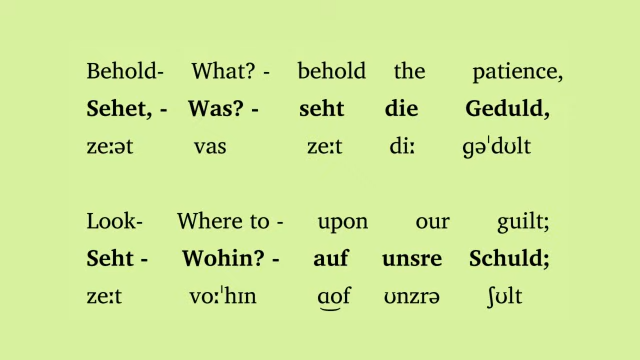 Behold- What? - behold the patience,
Sehet, - Was? - seht die Geduld,
zeːət vas zeːt diː ɡəˈdʊlt
Look- Where to - upon our guilt;
Seht - Wohin? - auf unsre Schuld;
zeːt voːˈhɪn ɑ͜of ʊnzrə ʃʊlt